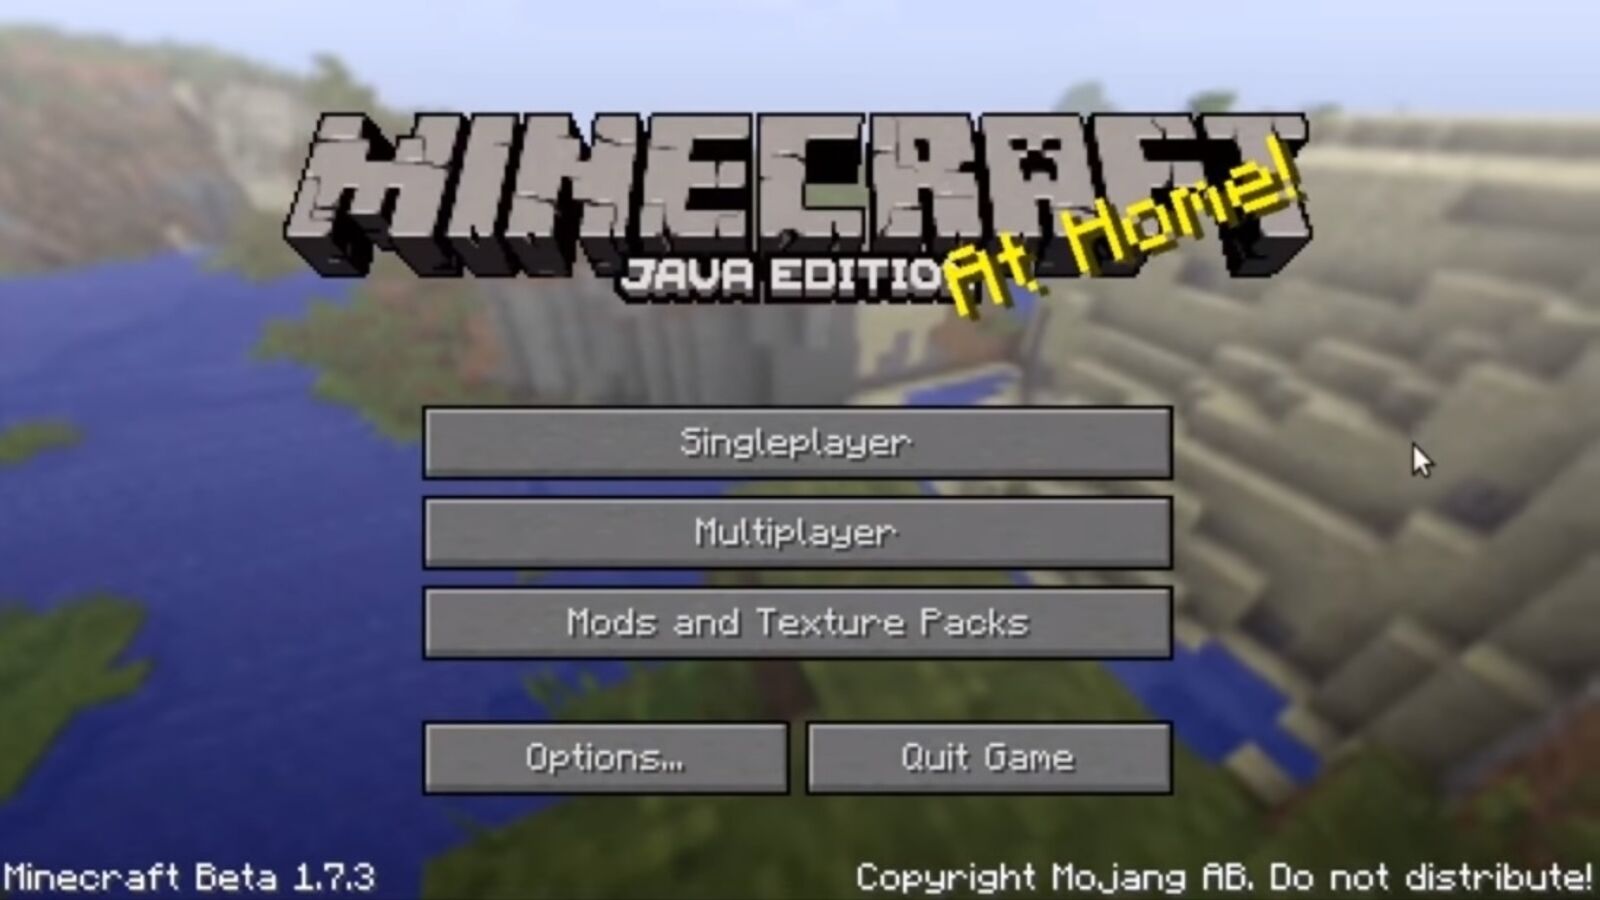 MINECRAFT
JAVA EDITIO
At Home!
Singleplayer
Multiplayer
Mods and Texture Packs
Options...
Quit Game
Minecraft Beta 1.7.3
Copyright Mojang AB. Do not distribute!